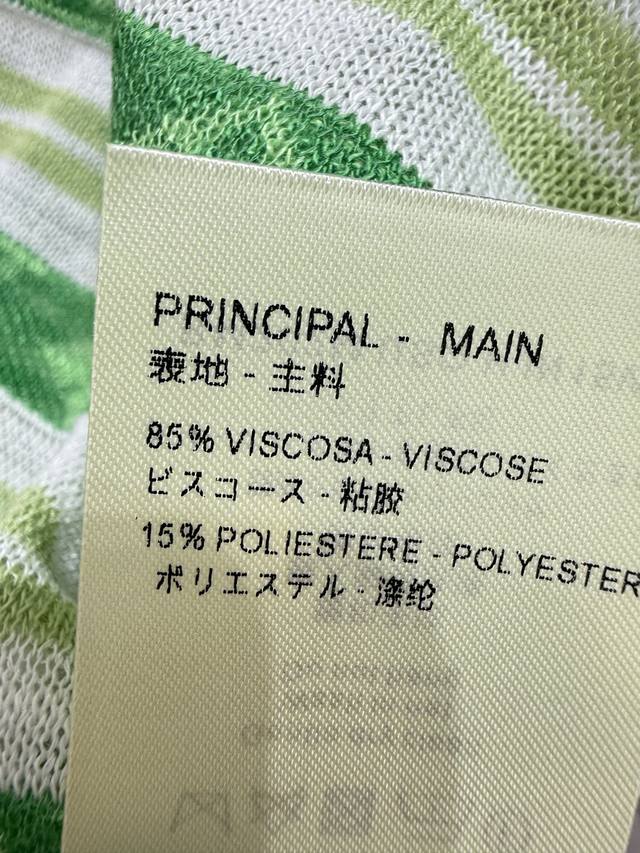 PRINCIPAL - MAIN
表地 - 主料
85% VISCOSA - VISCOSE
ビスコース - 粘胶
15% POLIESTERE - POLYESTER
ポリエステル - 涤纶